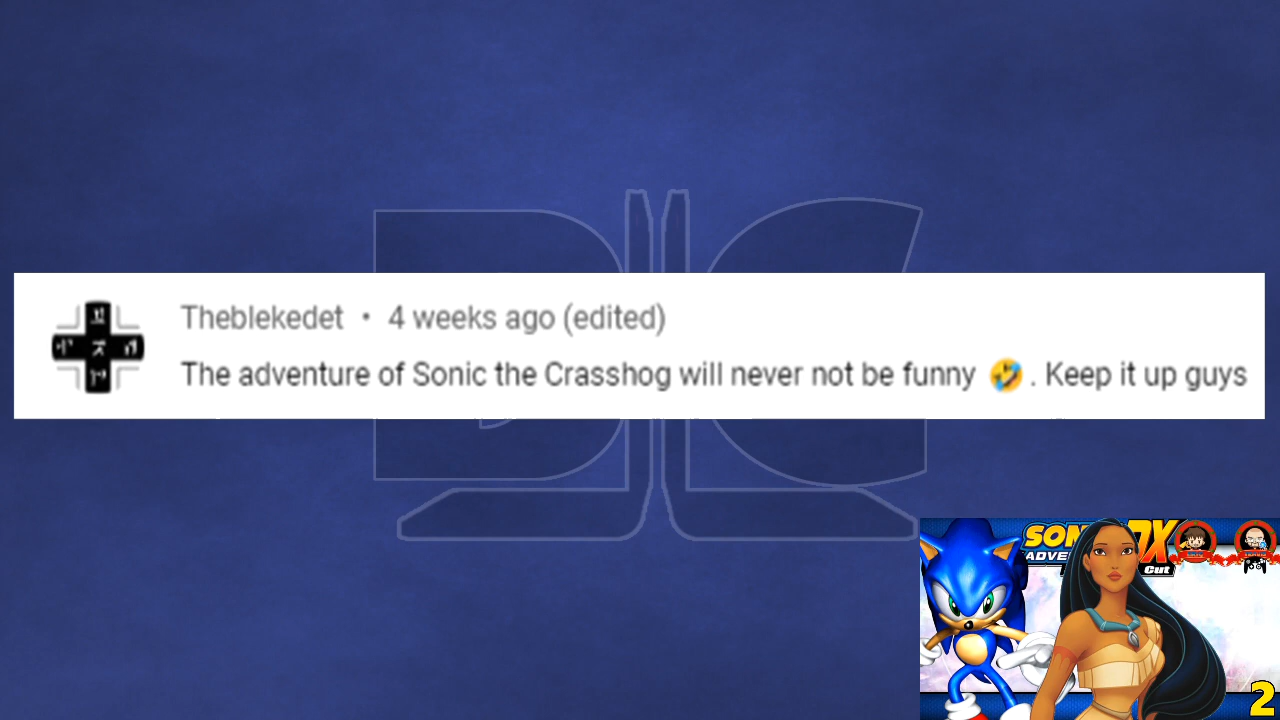 Theblekedet • 4 weeks ago (edited)
The adventure of Sonic the Crasshog will never not be funny 🤣 . Keep it up guys
SON DX
ADVE
Cut
2